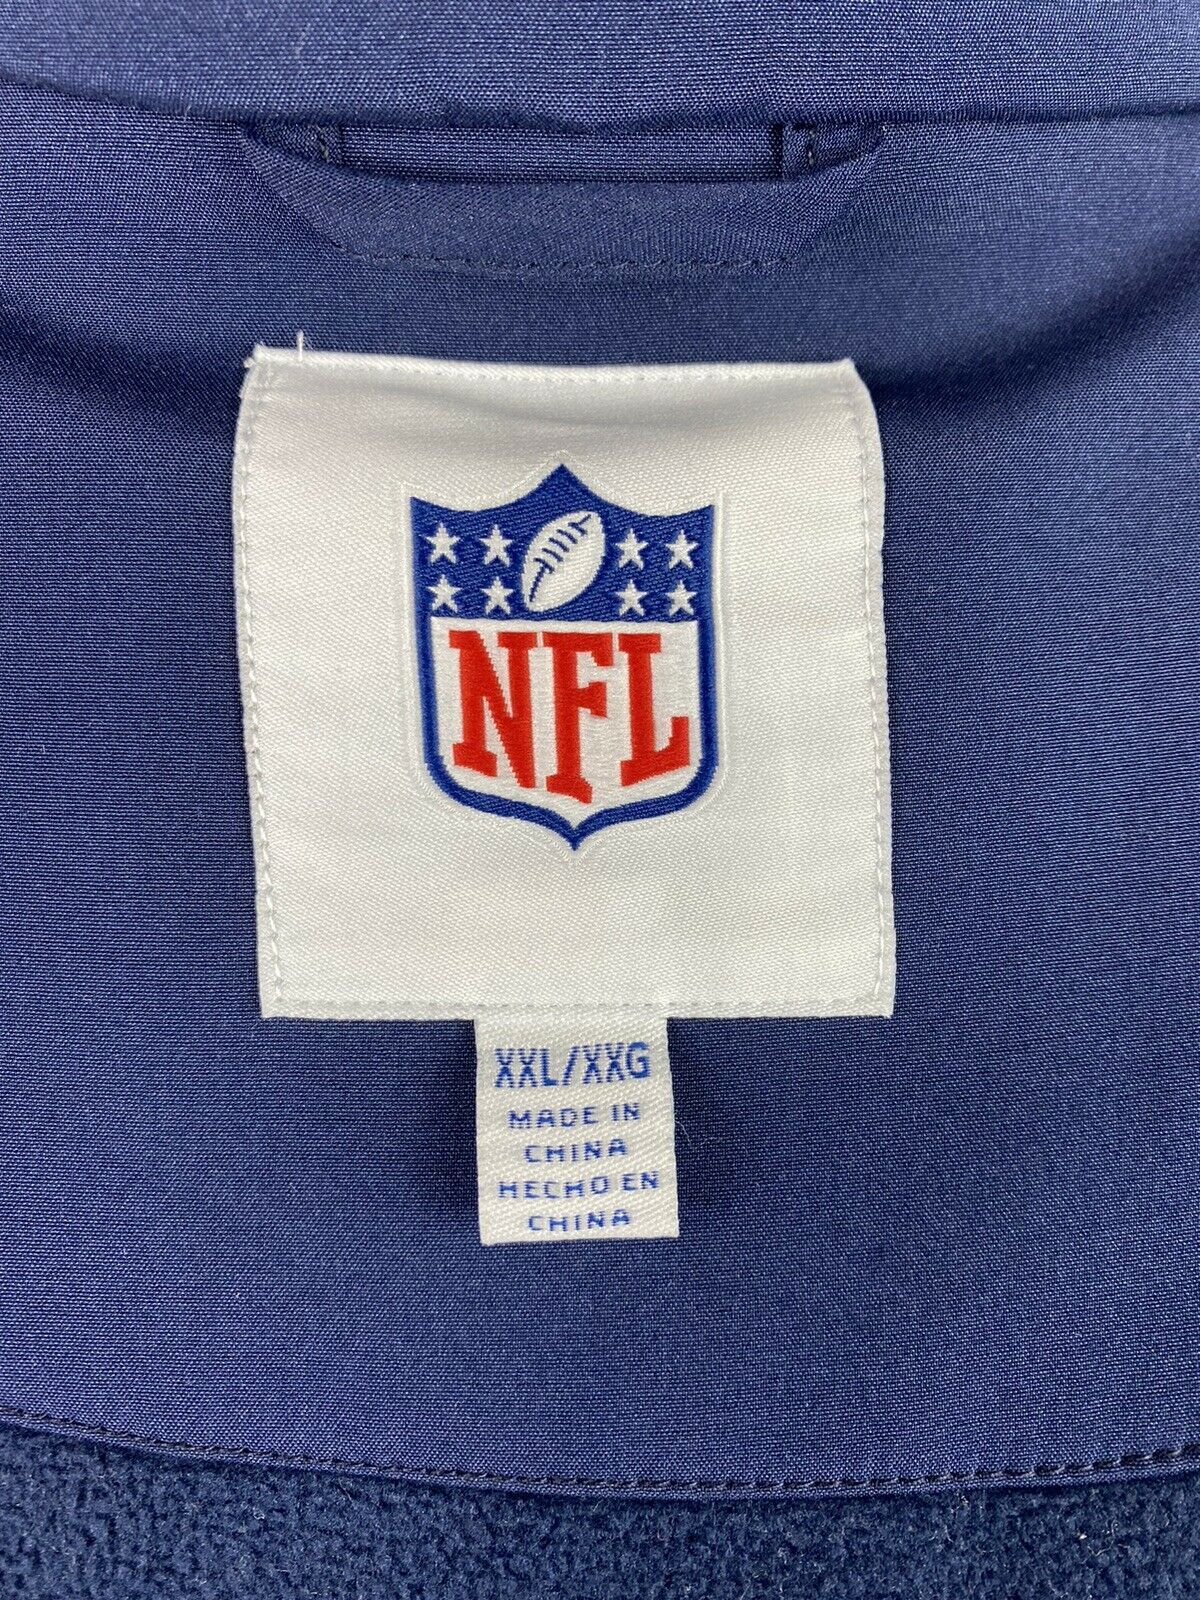 NFL
XXL/XXG
MADE IN
CHINA
HECHO EN
CHINA